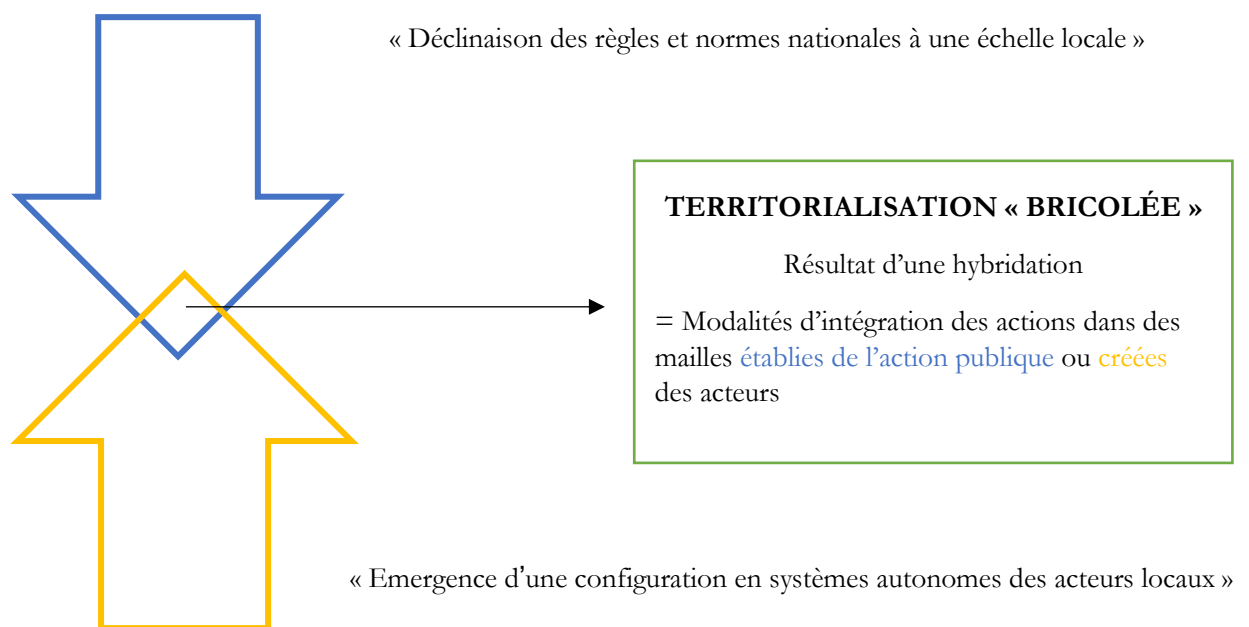 « Déclinaison des règles et normes nationales à une échelle locale »
TERRITORIALISATION « BRICOLÉE »
Résultat d’une hybridation
= Modalités d’intégration des actions dans des
mailles établies de l’action publique ou créées
des acteurs
« Emergence d’une configuration en systèmes autonomes des acteurs locaux »